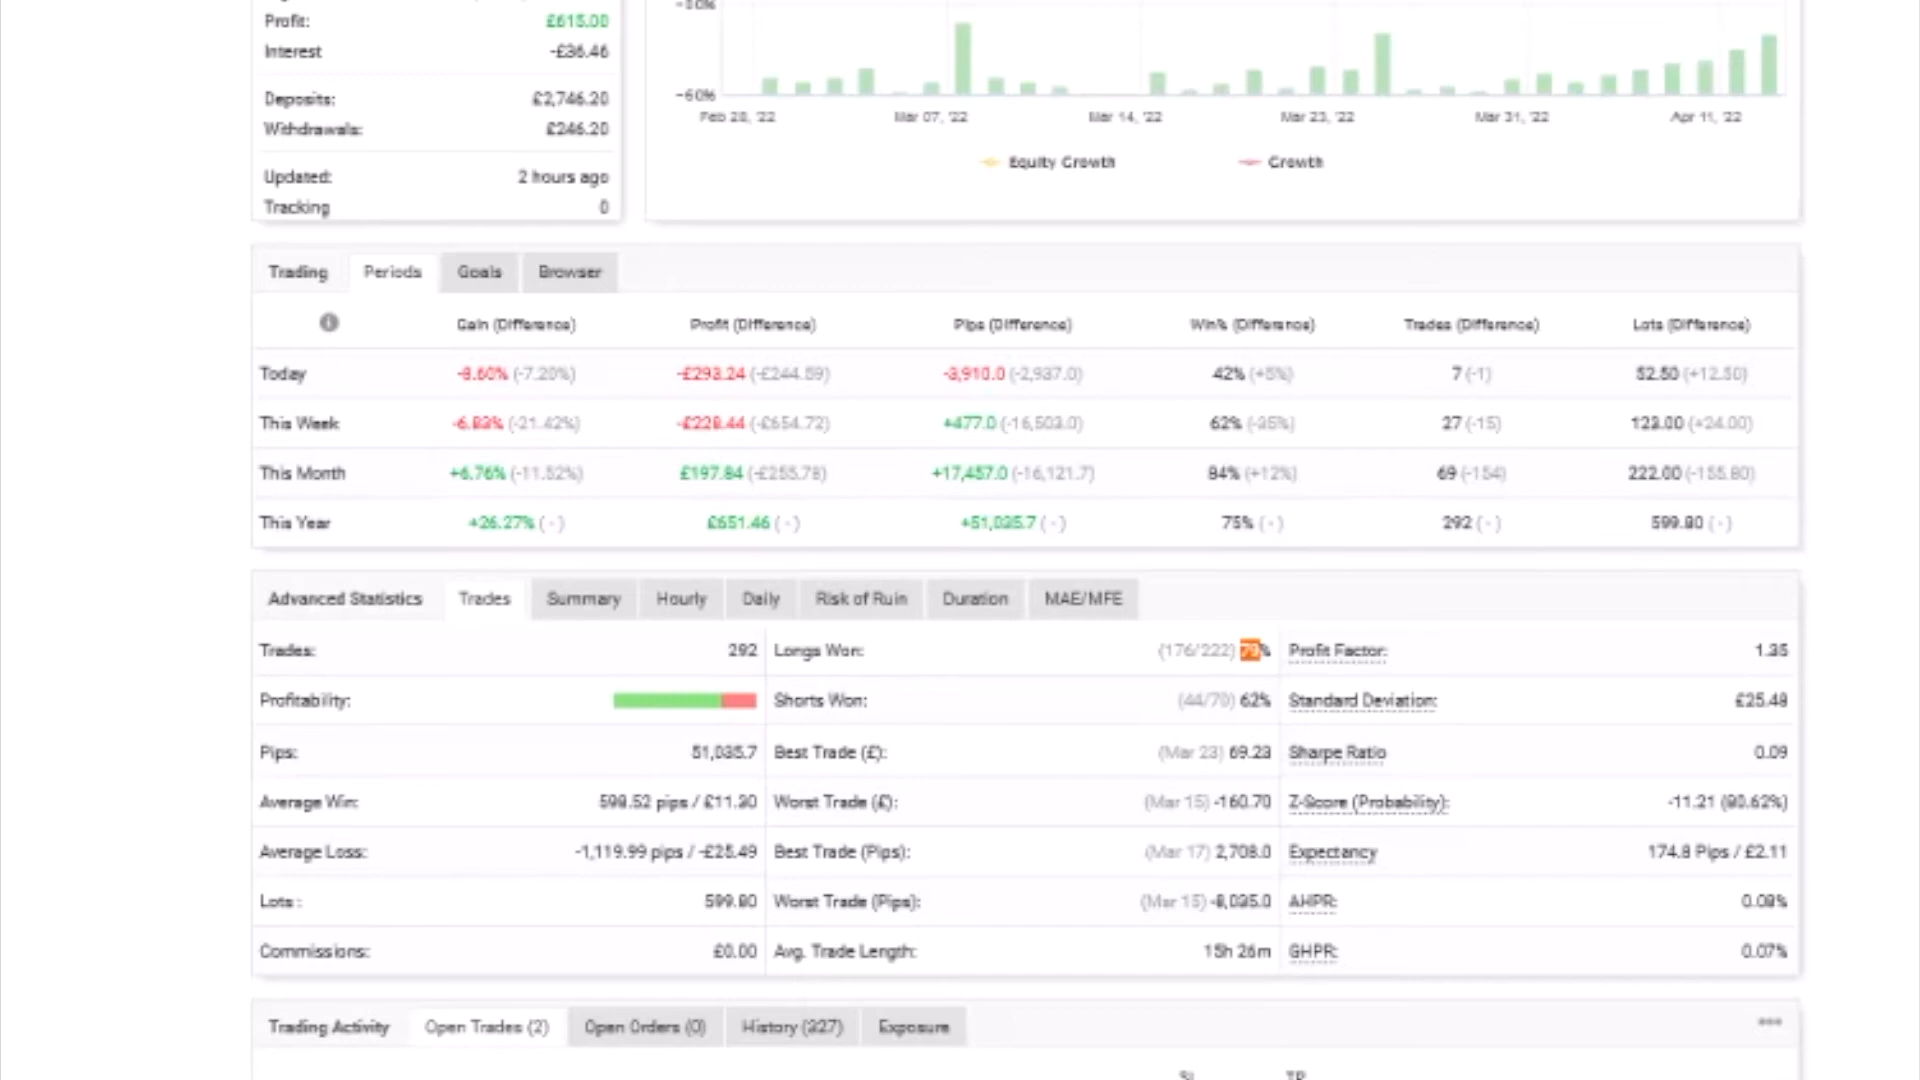 -30%
Profit: £615.00
Interest -£36.46
Deposits: £2,746.20
Withdrawals: £246.20
Updated: 2 hours ago
Tracking 0
-60%
Feb 28, '22 Mar 07, '22 Mar 14, '22 Mar 23, '22 Mar 31, '22 Apr 11, '22
Equity Growth Growth
Trading Periods Goals Browser
Gain (Difference) Profit (Difference) Pips (Difference) Win% (Difference) Trades (Difference) Lots (Difference)
Today -8.60% (-7.20%) -£293.24 (-£244.59) -3,910.0 (-2,937.0) 42% (+5%) 7 (-1) 52.50 (+12.50)
This Week -6.83% (-21.42%) -£228.44 (-£654.72) +477.0 (-16,503.0) 62% (-35%) 27 (-15) 123.00 (+24.00)
This Month +6.76% (-11.52%) £197.84 (-£255.78) +17,457.0 (-16,121.7) 84% (+12%) 69 (-154) 222.00 (-155.80)
This Year +26.27% ( - ) £651.46 ( - ) +51,035.7 ( - ) 75% ( - ) 292 ( - ) 599.80 ( - )
Advanced Statistics Trades Summary Hourly Daily Risk of Ruin Duration MAE/MFE
Trades: 292 Longs Won: (176/222) 79% Profit Factor: 1.35
Profitability: Shorts Won: (44/70) 62% Standard Deviation: £25.48
Pips: 51,035.7 Best Trade (£): (Mar 23) 69.23 Sharpe Ratio 0.09
Average Win: 598.52 pips / £11.30 Worst Trade (£): (Mar 15) -160.70 Z-Score (Probability): -11.21 (90.62%)
Average Loss: -1,119.99 pips / -£25.49 Best Trade (Pips): (Mar 17) 2,708.0 Expectancy 174.8 Pips / £2.11
Lots : 599.80 Worst Trade (Pips): (Mar 15) -8,035.0 AHPR: 0.08%
Commissions: £0.00 Avg. Trade Length: 15h 26m GHPR: 0.07%
Trading Activity Open Trades (2) Open Orders (0) History (327) Exposure